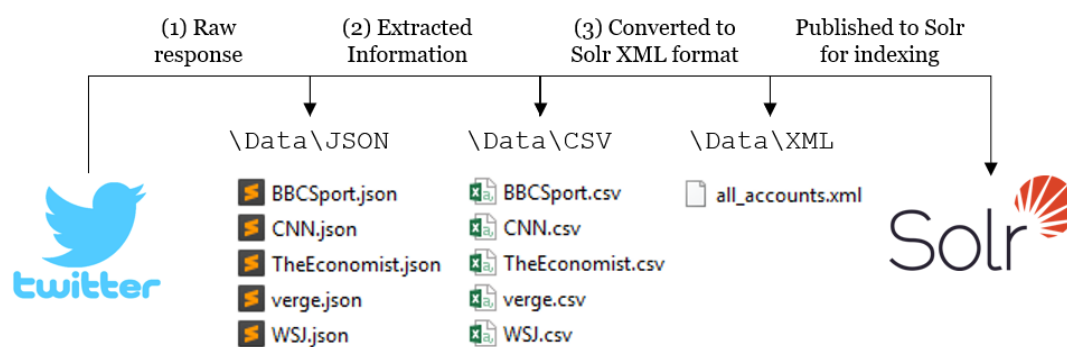 (1) Raw
response
(2) Extracted
Information
(3) Converted to
Solr XML format
Published to Solr
for indexing
\Data\JSON
\Data\CSV
\Data\XML
BBCSport.json
CNN.json
TheEconomist.json
verge.json
WSJ.json
BBCSport.csv
CNN.csv
TheEconomist.csv
verge.csv
WSJ.csv
all_accounts.xml
twitter
Solr